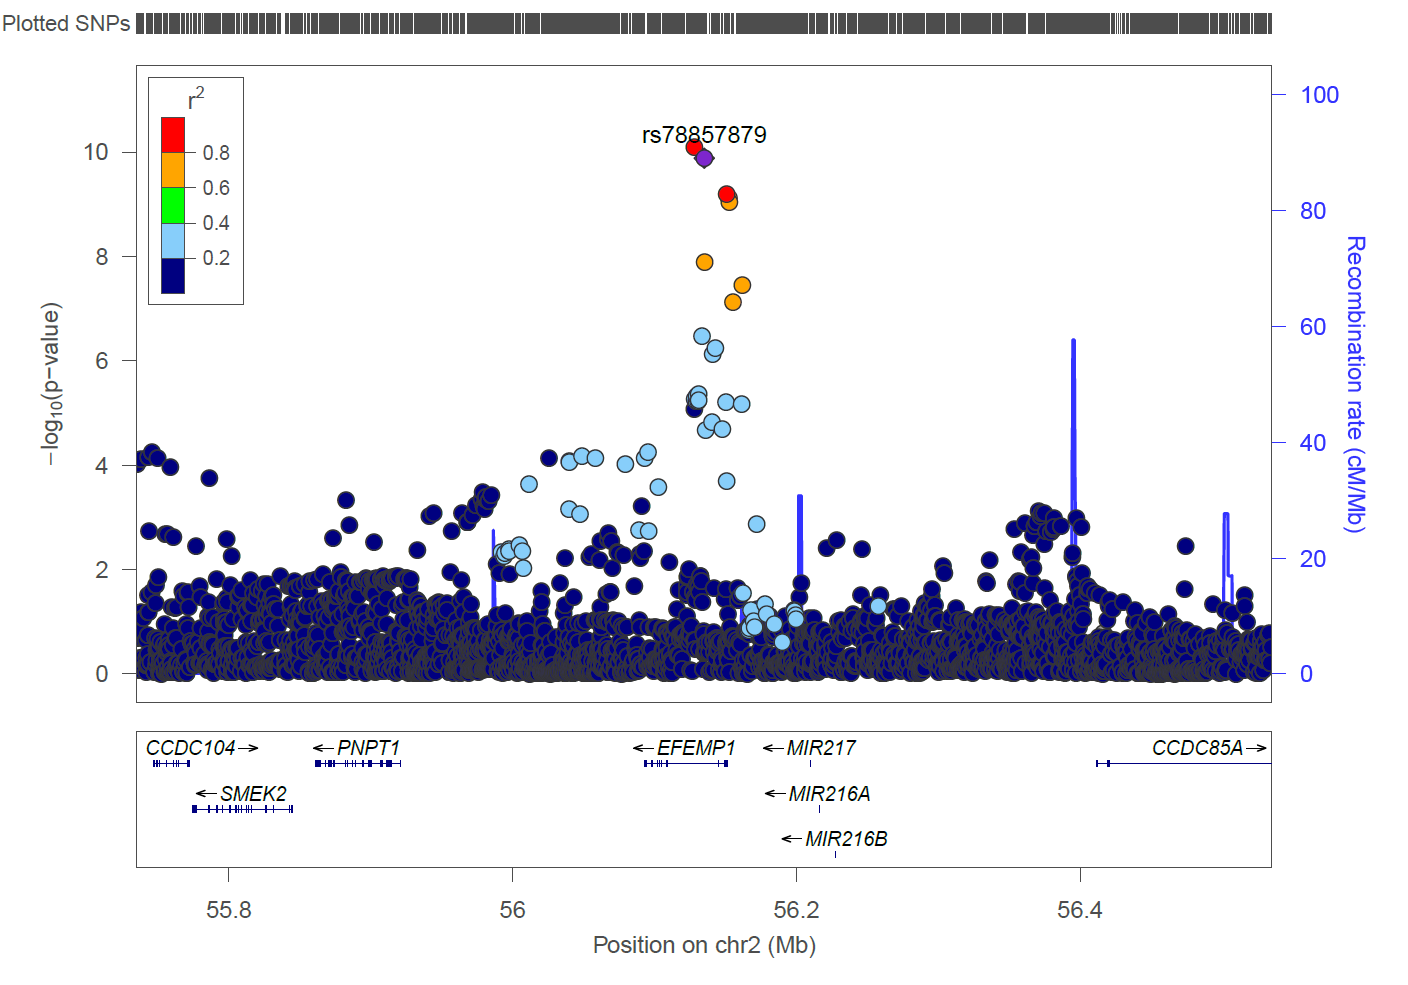 Plotted SNPs
r2
0.8
0.6
0.4
0.2
rs78857879
10
8
6
4
2
0
−log10(p−value)
100
80
60
40
20
0
Recombination rate (cM/Mb)
CCDC104→ ←PNPT1 ←EFEMP1 ←MIR217 CCDC85A→
←SMEK2 ←MIR216A
←MIR216B
55.8 56 56.2 56.4
Position on chr2 (Mb)